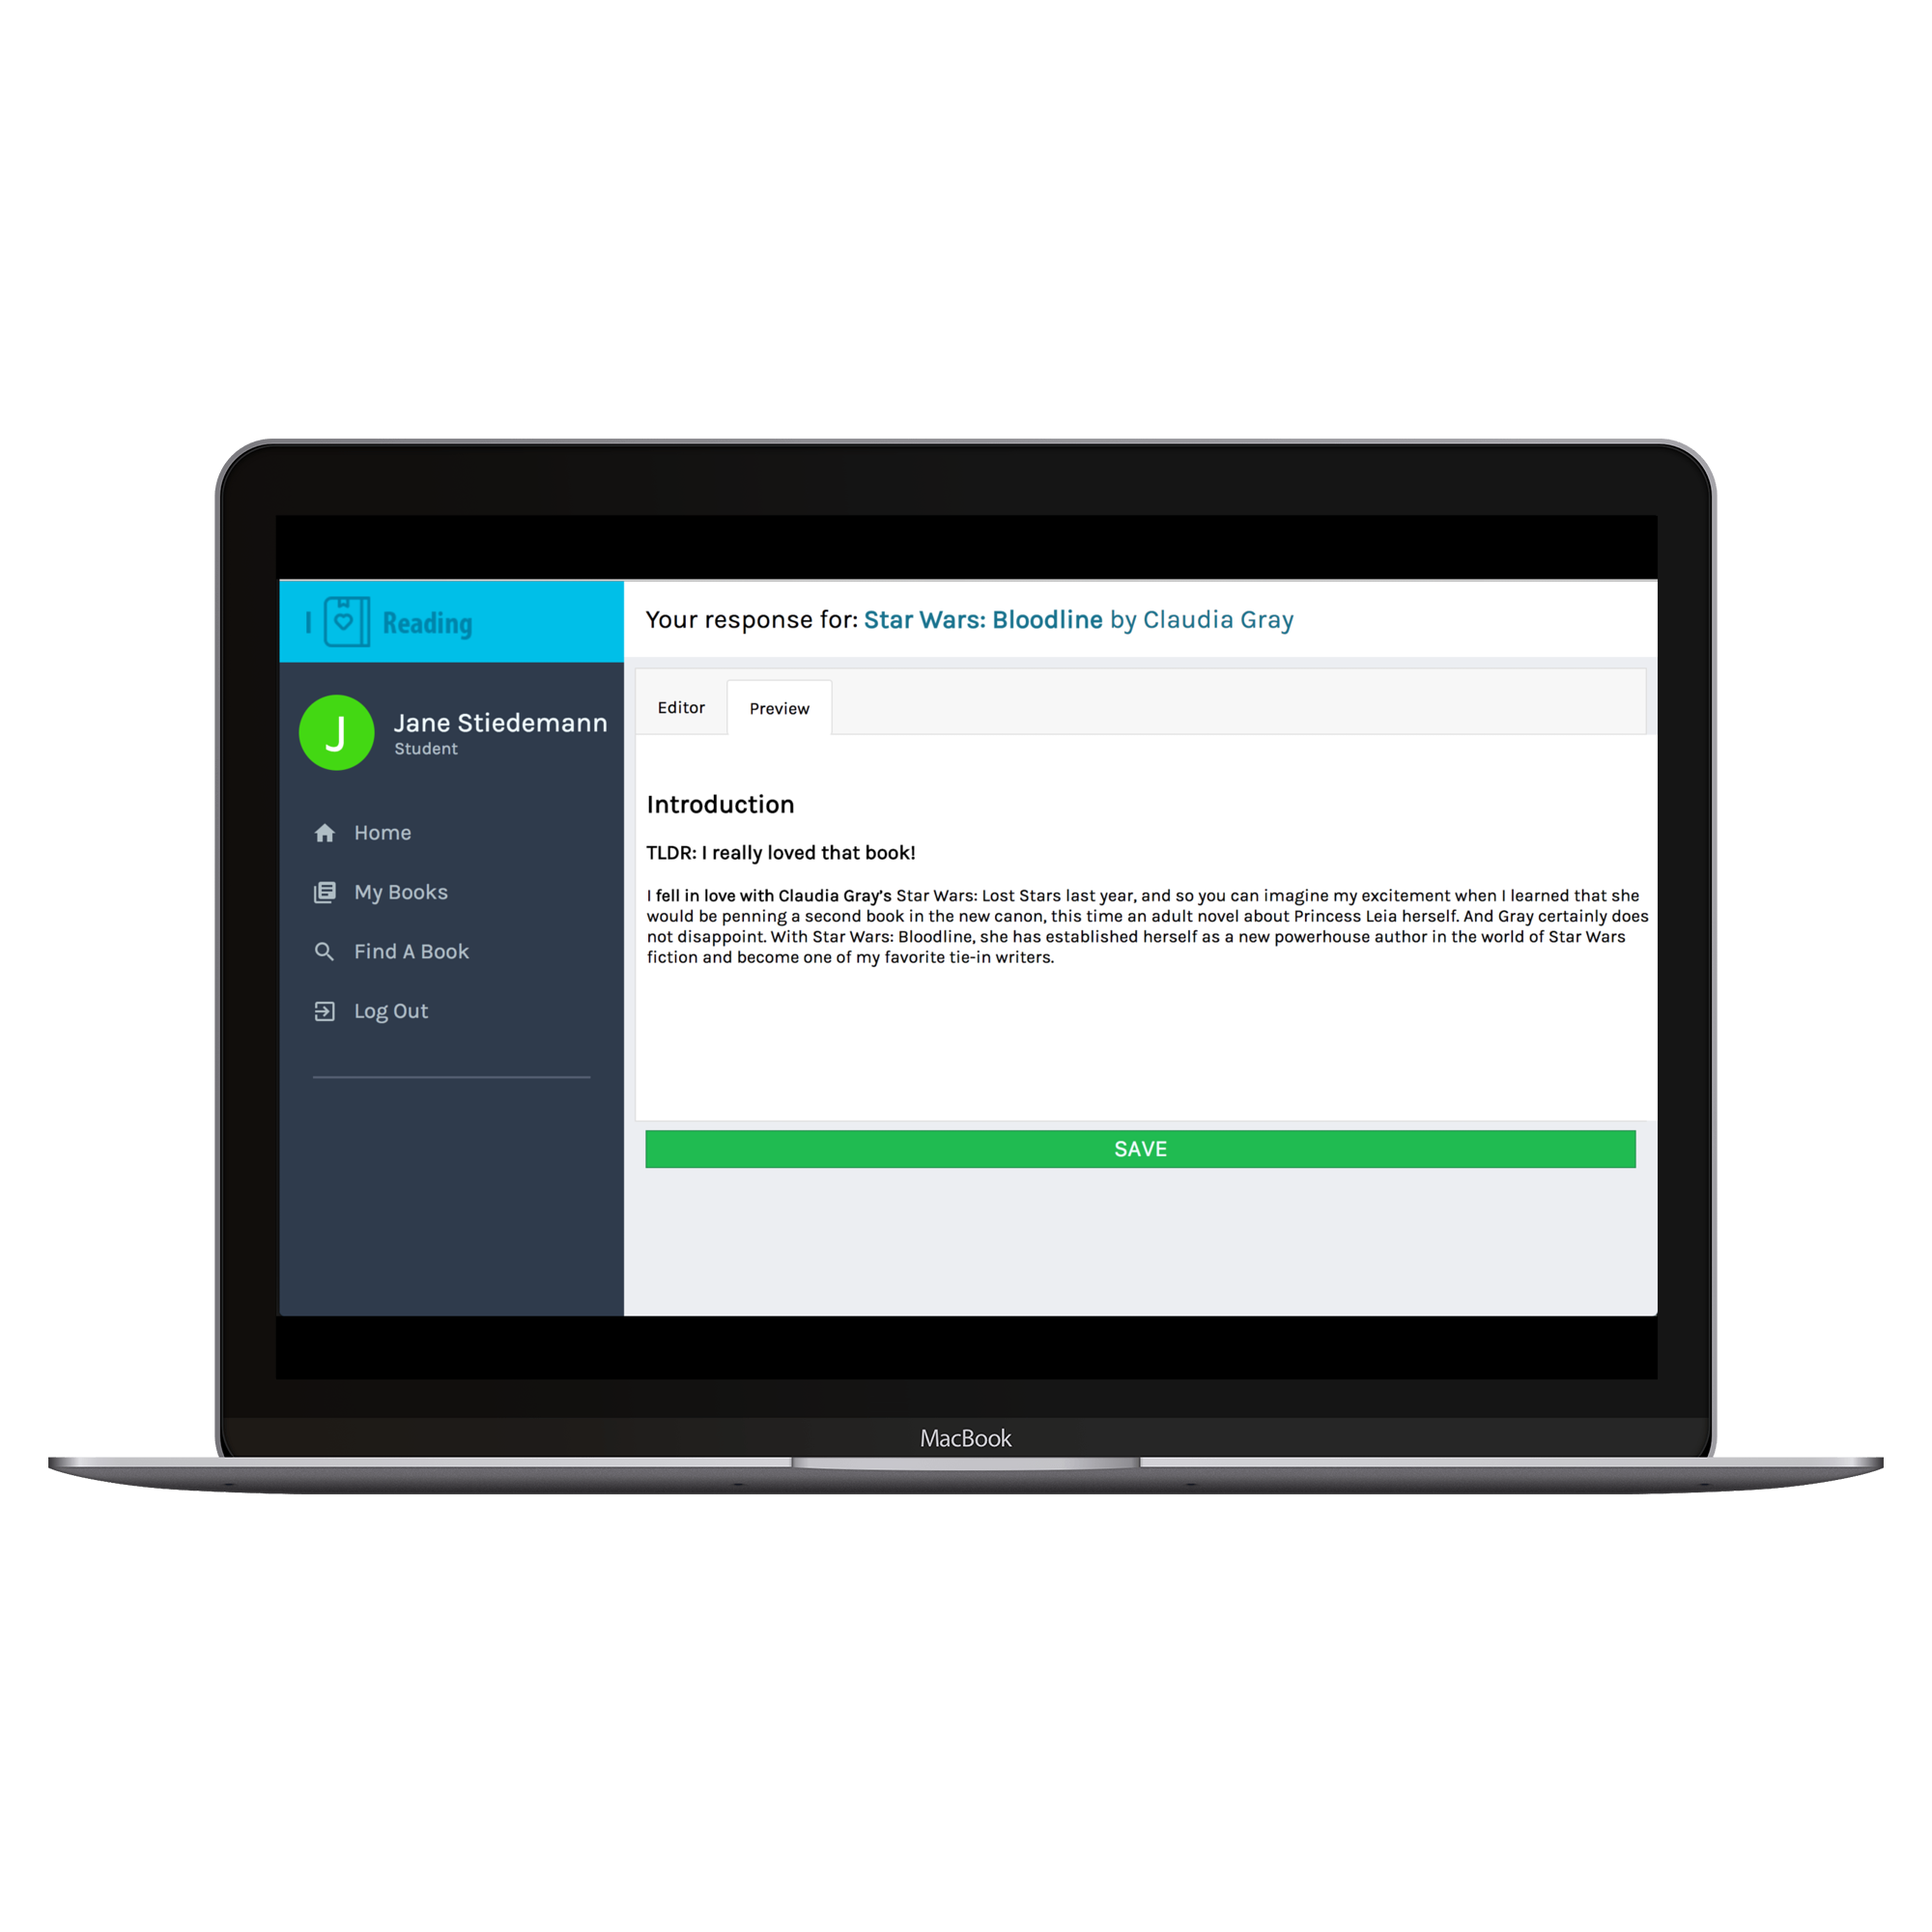 I Reading
Your response for: Star Wars: Bloodline by Claudia Gray
J
Jane Stiedemann
Student
Home
My Books
Find A Book
Log Out
Editor
Preview
Introduction
TLDR: I really loved that book!
I fell in love with Claudia Gray's Star Wars: Lost Stars last year, and so you can imagine my excitement when I learned that she
would be penning a second book in the new canon, this time an adult novel about Princess Leia herself. And Gray certainly does
not disappoint. With Star Wars: Bloodline, she has established herself as a new powerhouse author in the world of Star Wars
fiction and become one of my favorite tie-in writers.
SAVE
MacBook